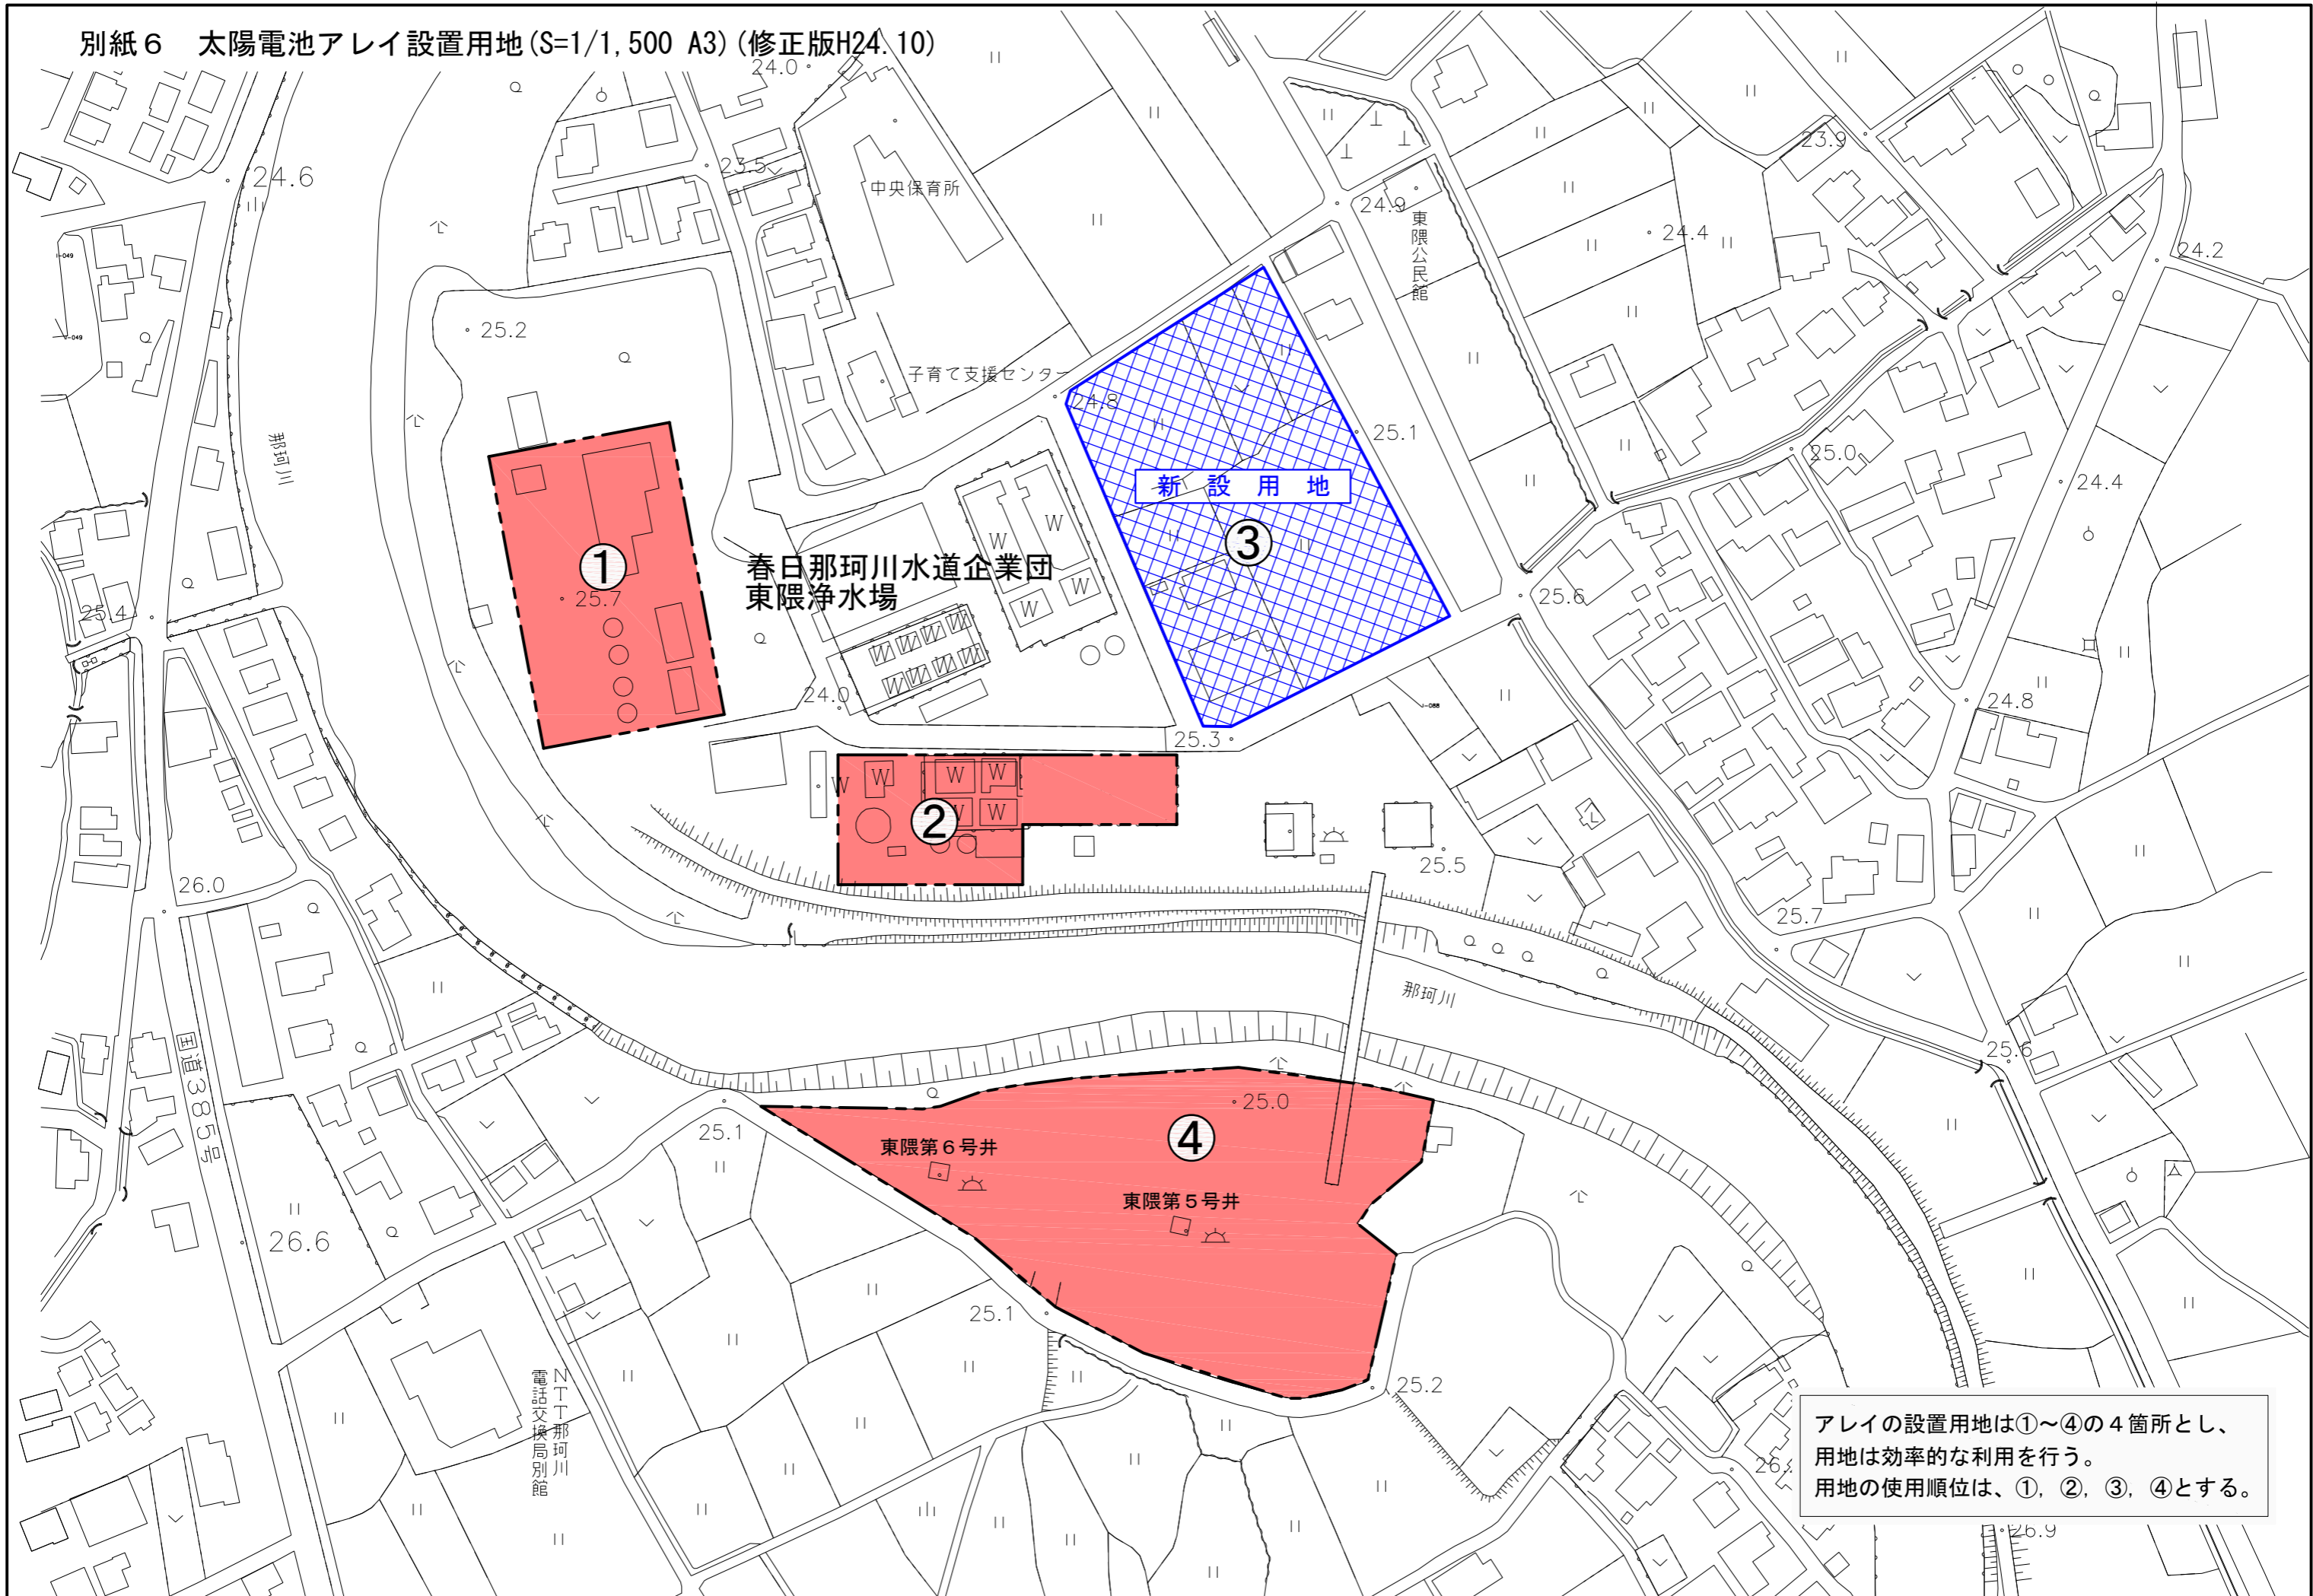 別紙６　太陽電池アレイ設置用地(S=1/1,500 A3)(修正版H24.10)
24.0
24.6
23.5
中央保育所
24.9
東隈公民館
24.4
23.9
24.2
I-049
25.2
子育て支援センター
24.8
25.1
25.0
24.4
那珂川
新設用地
①
③
春日那珂川水道企業団
東隈浄水場
W
W
W
W
25.7
25.4
25.6
W
W
W
W
W
W
W
W
24.0
24.8
25.3
W
W
W
W
W
W
②
25.5
26.0
25.7
那珂川
国道385号
25.6
25.0
25.1
東隈第６号井
④
東隈第５号井
26.6
25.1
25.2
NTT那珂川
電話交換局別館
アレイの設置用地は①～④の４箇所とし、
用地は効率的な利用を行う。
用地の使用順位は、①，②，③，④とする。
26.9